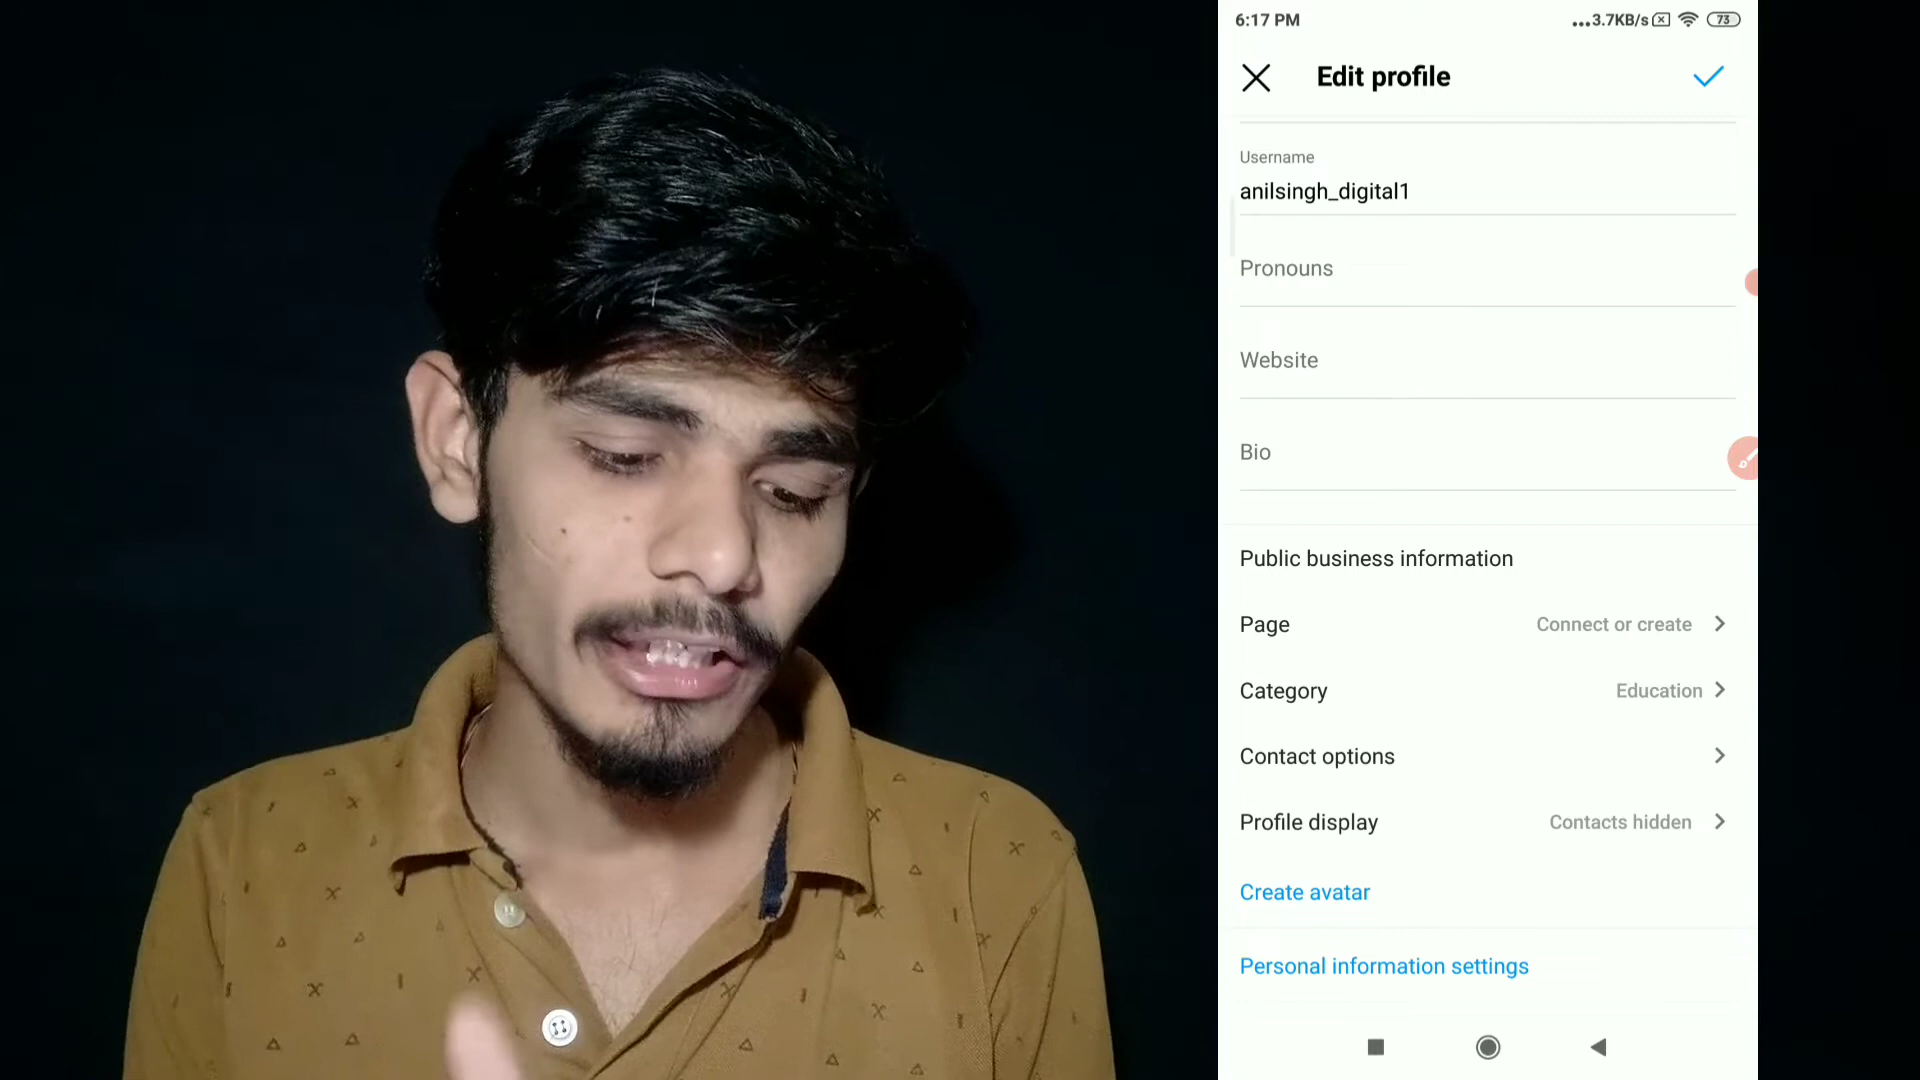 6:17 PM
...3.7KB/s 73
Edit profile
Username
anilsingh_digital1
Pronouns
Website
Bio
Public business information
Page Connect or create
Category Education
Contact options
Profile display Contacts hidden
Create avatar
Personal information settings